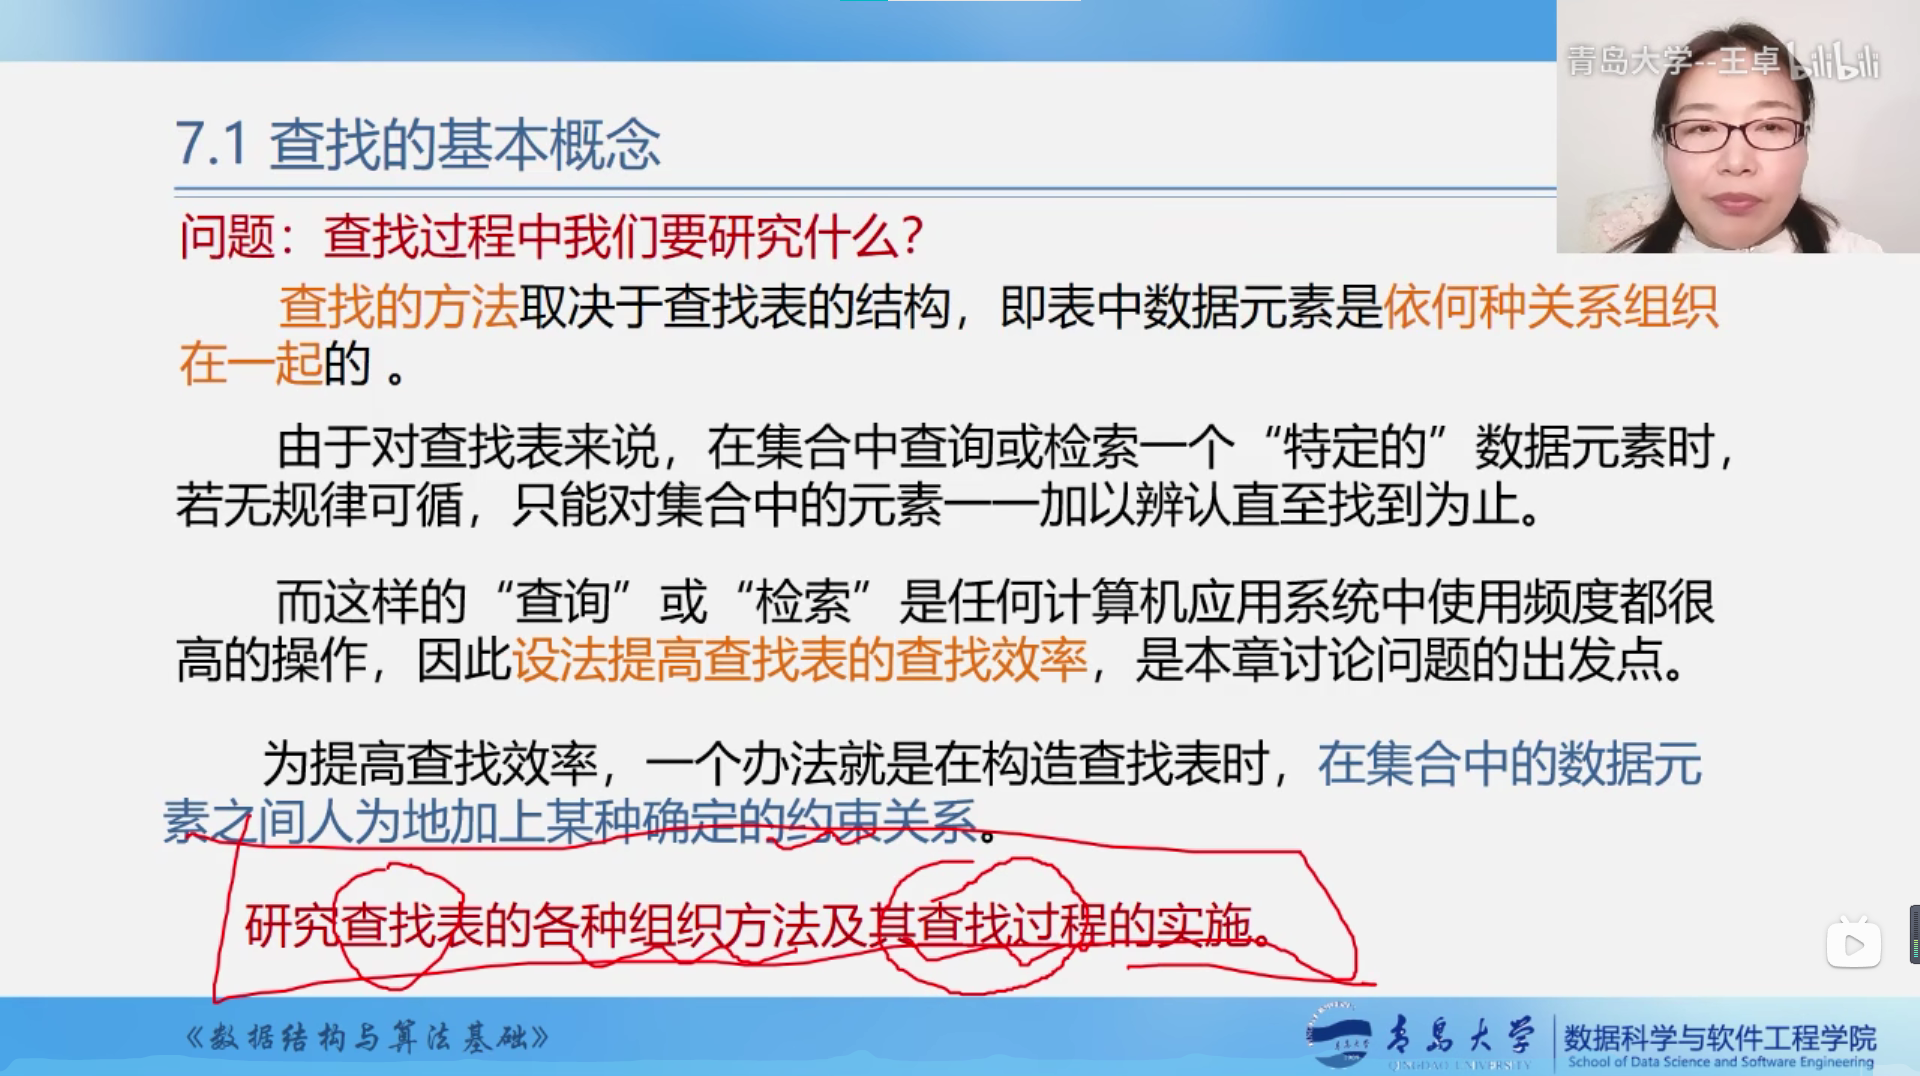 青岛大学--王卓 bilibili
7.1 查找的基本概念
问题：查找过程中我们要研究什么？
查找的方法取决于查找表的结构，即表中数据元素是依何种关系组织
在一起的 。
由于对查找表来说，在集合中查询或检索一个“特定的”数据元素时，
若无规律可循，只能对集合中的元素一一加以辨认直至找到为止。
而这样的“查询”或“检索”是任何计算机应用系统中使用频度都很
高的操作，因此设法提高查找表的查找效率，是本章讨论问题的出发点。
为提高查找效率，一个办法就是在构造查找表时，在集合中的数据元
素之间人为地加上某种确定的约束关系。
研究查找表的各种组织方法及其查找过程的实施。
《数据结构与算法基础》
青岛大学
QINGDAO UNIVERSITY
数据科学与软件工程学院
School of Data Science and Software Engineering